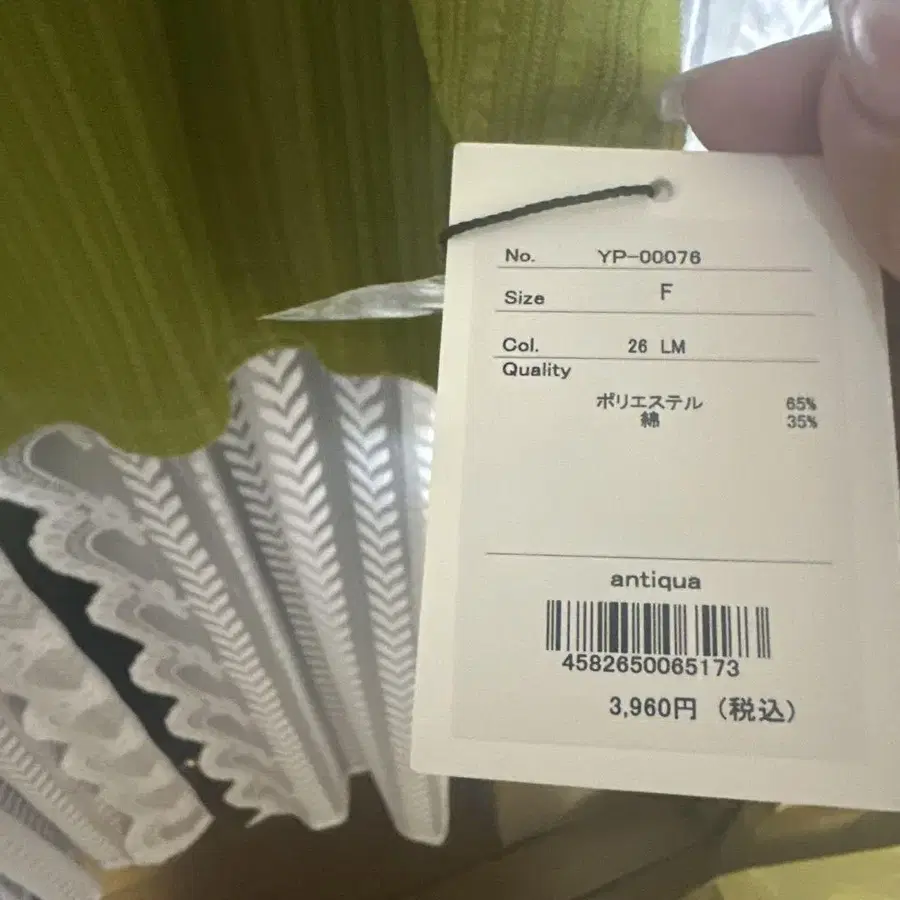 No. YP-00076
Size F
Col. 26 LM
Quality
ポリエステル 65%
綿 35%
antiqua
4582650065173
3,960円 (税込)